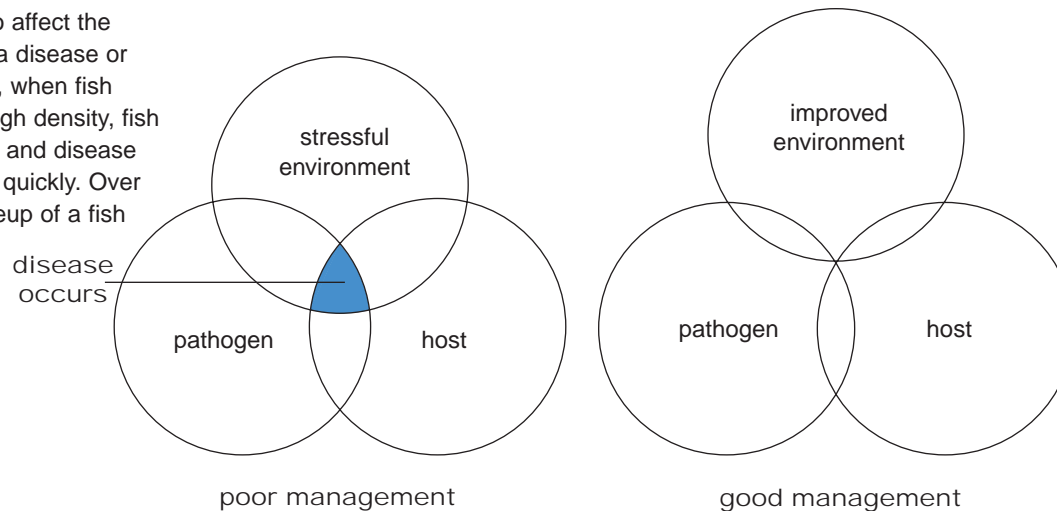 affect the
a disease or
, when fish
gh density, fish
and disease
quickly. Over
eup of a fish
disease
occurs
stressful
environment
pathogen
host
poor management
improved
environment
pathogen
host
good management